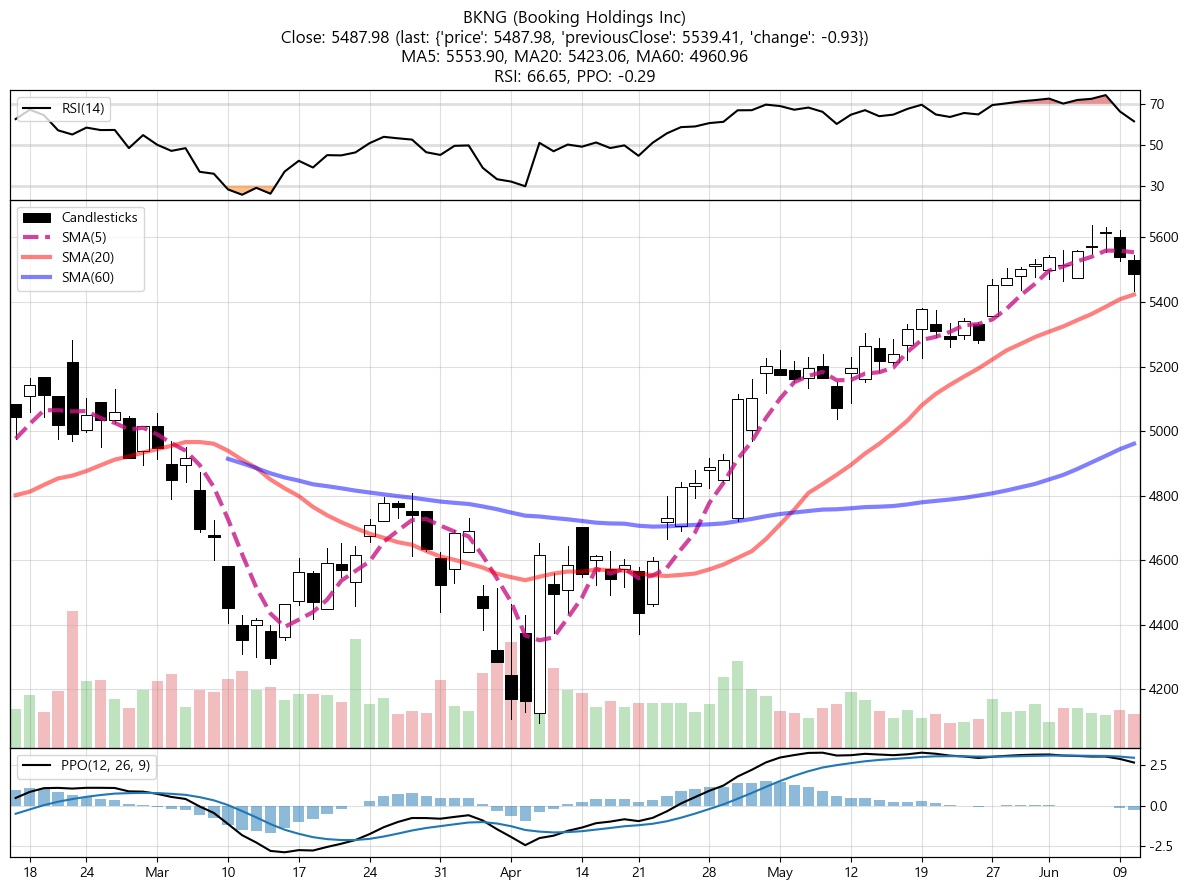 BKNG (Booking Holdings Inc)
Close: 5487.98 (last: {'price': 5487.98, 'previousClose': 5539.41, 'change': -0.93})
MA5: 5553.90, MA20: 5423.06, MA60: 4960.96
RSI: 66.65, PPO: -0.29
RSI(14)
70
50
30
Candlesticks
SMA(5)
SMA(20)
SMA(60)
5600
5400
5200
5000
4800
4600
4400
4200
PPO(12, 26, 9)
2.5
0.0
-2.5
18 24 Mar 10 17 24 31 Apr 14 21 28 May 12 19 27 Jun 09